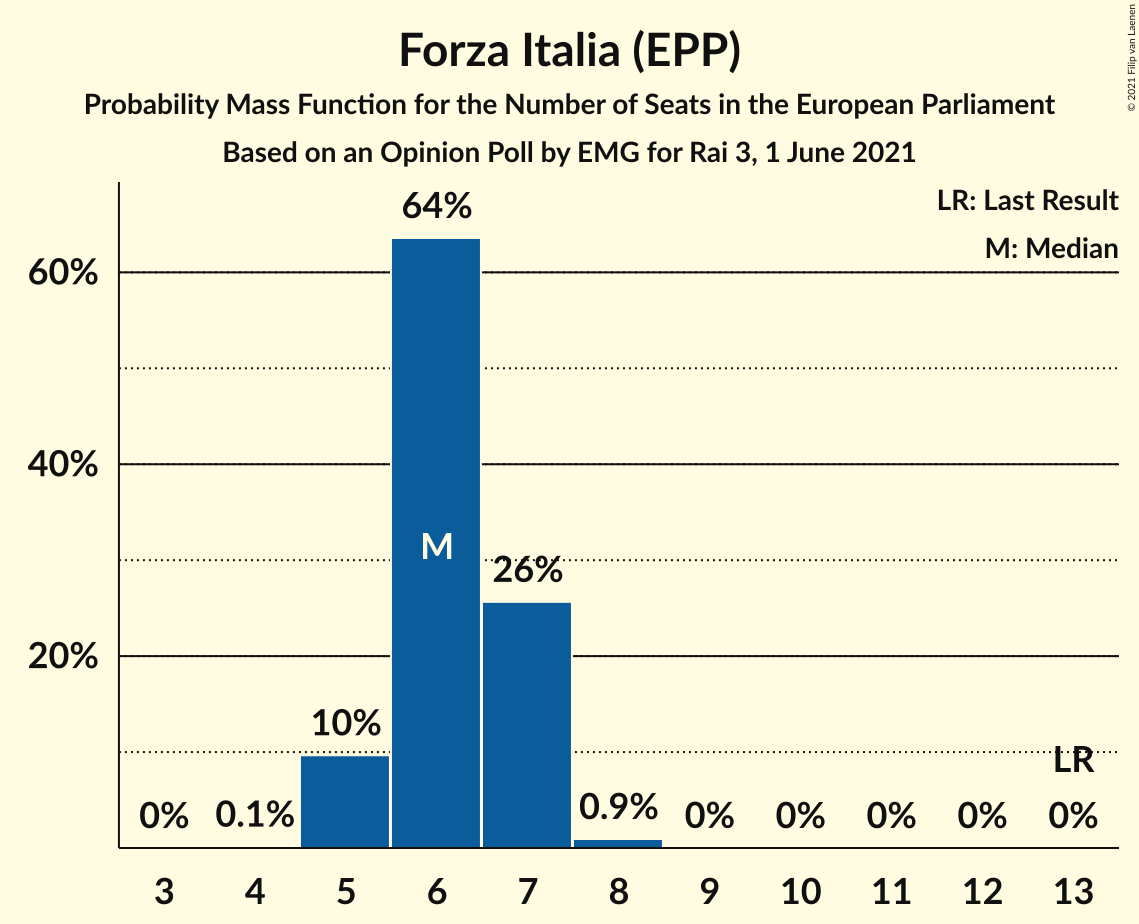 Forza Italia (EPP)
Probability Mass Function for the Number of Seats in the European Parliament
Based on an Opinion Poll by EMG for Rai 3, 1 June 2021
© 2021 Filip van Laenen
LR: Last Result
M: Median
60%
40%
20%
0%
0.1%
10%
64%
M
26%
0.9%
0%
0%
0%
0%
LR
0%
3 4 5 6 7 8 9 10 11 12 13